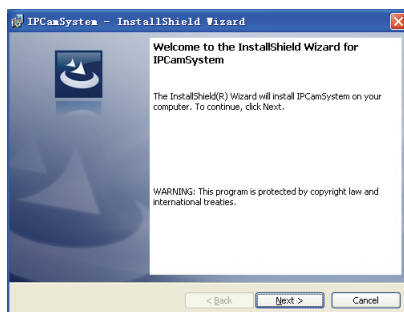 IPCamSystem - InstallShield Wizard
Welcome to the InstallShield Wizard for
IPCamSystem
The InstallShield(R) Wizard will install IPCamSystem on your
computer. To continue, click Next.
WARNING: This program is protected by copyright law and
international treaties.
< Back Next > Cancel